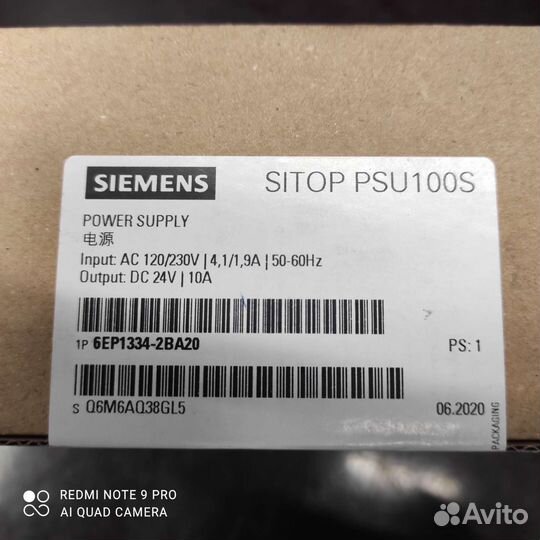 SIEMENS
SITOP PSU100S
POWER SUPPLY
电源
Input: AC 120/230V | 4,1/1,9A | 50-60Hz
Output: DC 24V | 10A
1P 6EP1334-2BA20
PS: 1
S Q6M6AQ38GL5
06.2020
PACKAGING
REDMI NOTE 9 PRO
AI QUAD CAMERA
Avito